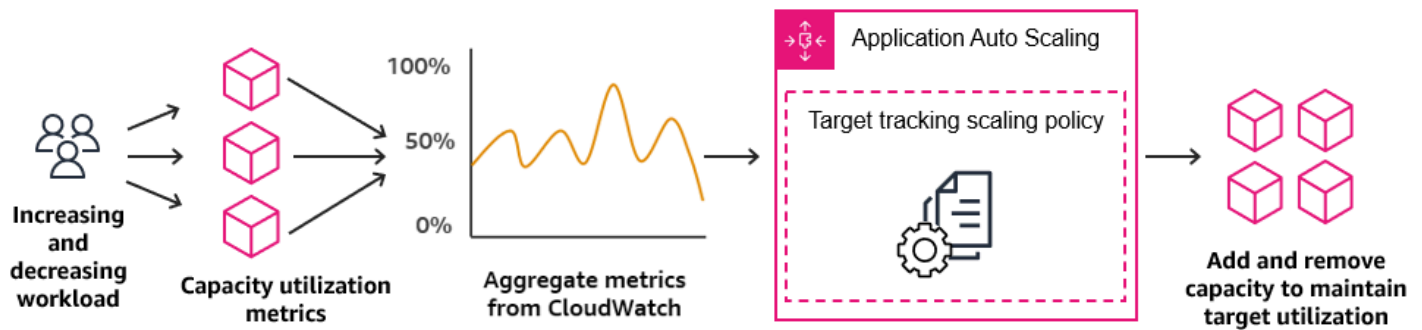 Increasing
and
decreasing
workload
Capacity utilization
metrics
100%
50%
0%
Aggregate metrics
from CloudWatch
Application Auto Scaling
Target tracking scaling policy
Add and remove
capacity to maintain
target utilization